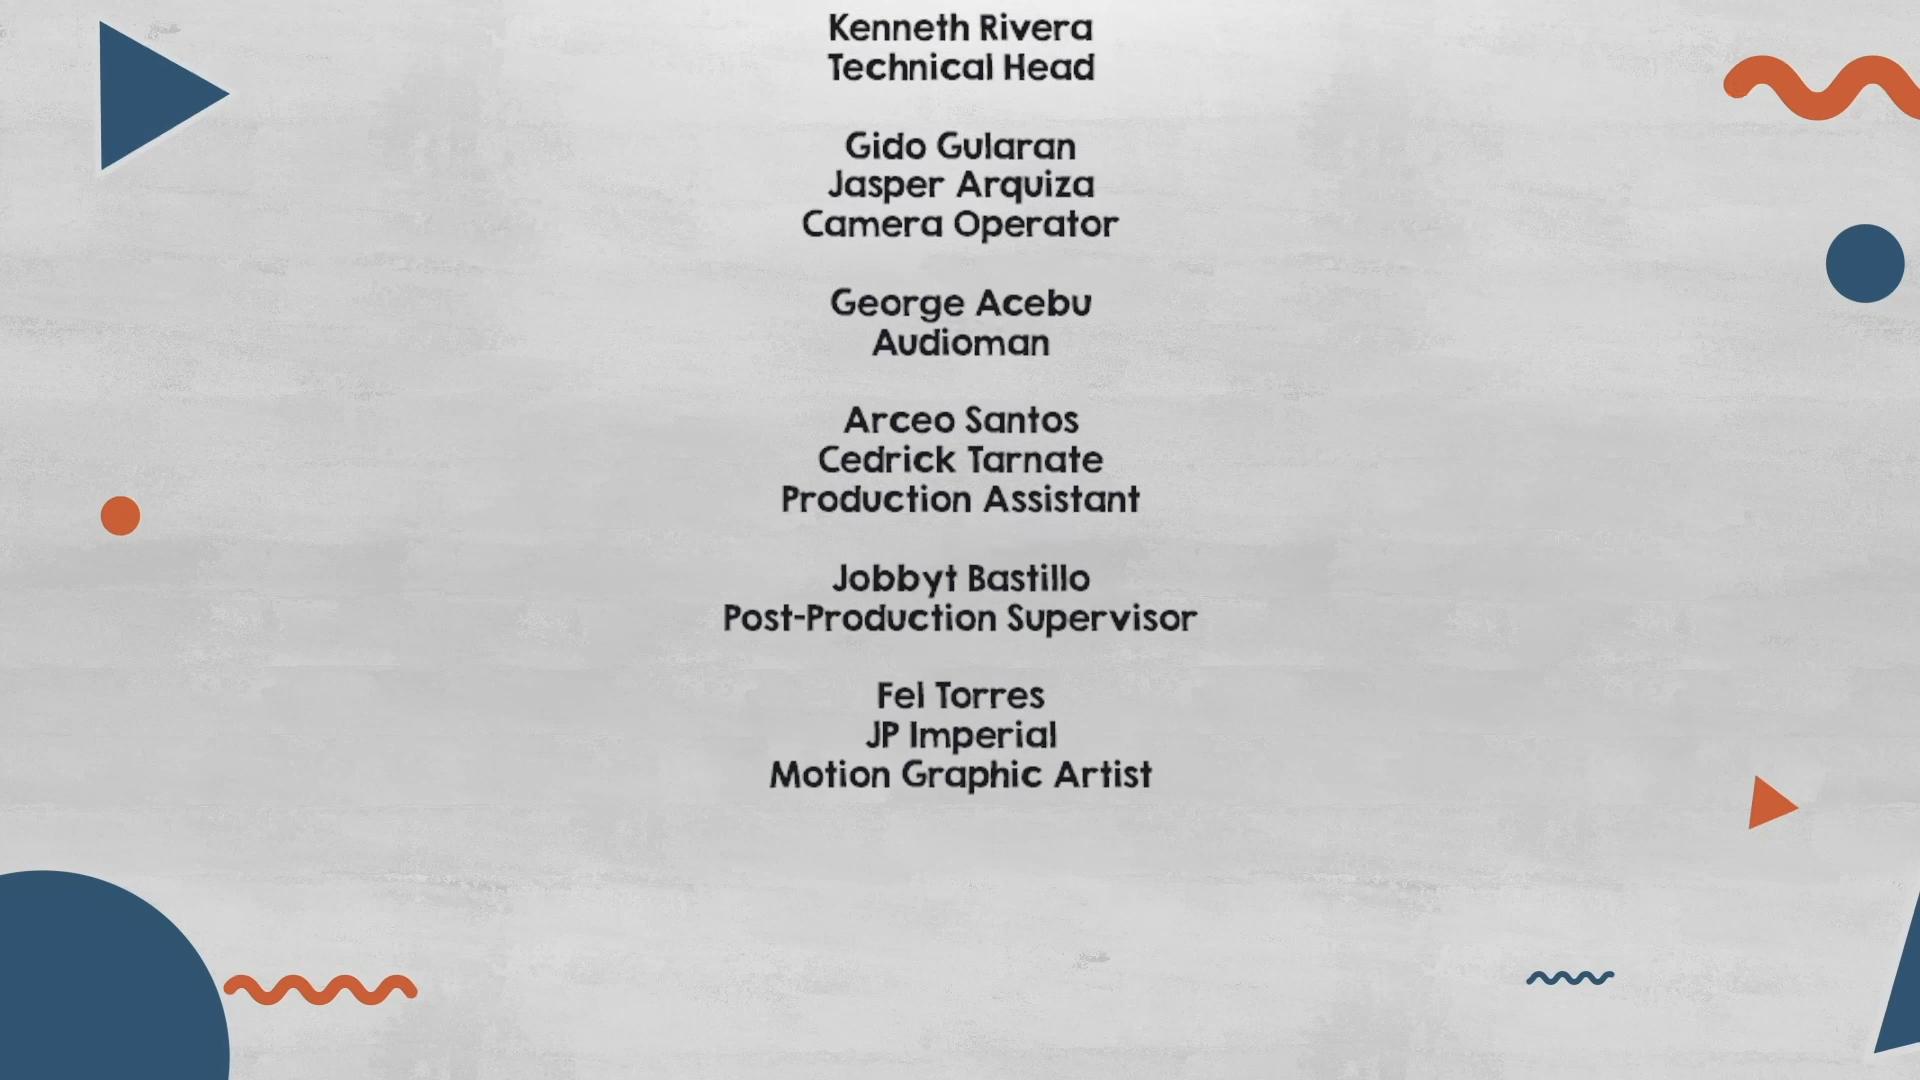 Kenneth Rivera
Technical Head
Gido Gularan
Jasper Arquiza
Camera Operator
George Acebu
Audioman
Arceo Santos
Cedrick Tarnate
Production Assistant
Jobbyt Bastillo
Post-Production Supervisor
Fel Torres
JP Imperial
Motion Graphic Artist